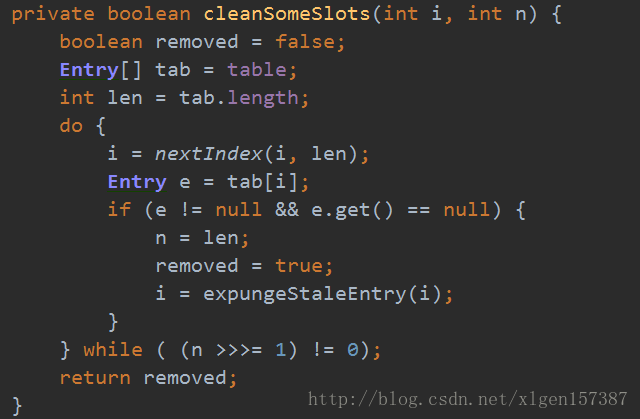 private boolean cleanSomeSlots(int i, int n) {
    boolean removed = false;
    Entry[] tab = table;
    int len = tab.length;
    do {
        i = nextIndex(i, len);
        Entry e = tab[i];
        if (e != null && e.get() == null) {
            n = len;
            removed = true;
            i = expungeStaleEntry(i);
        }
    } while ( (n >>>= 1) != 0);
    return removed;
http://blog.csdn.net/xlgen157387
}